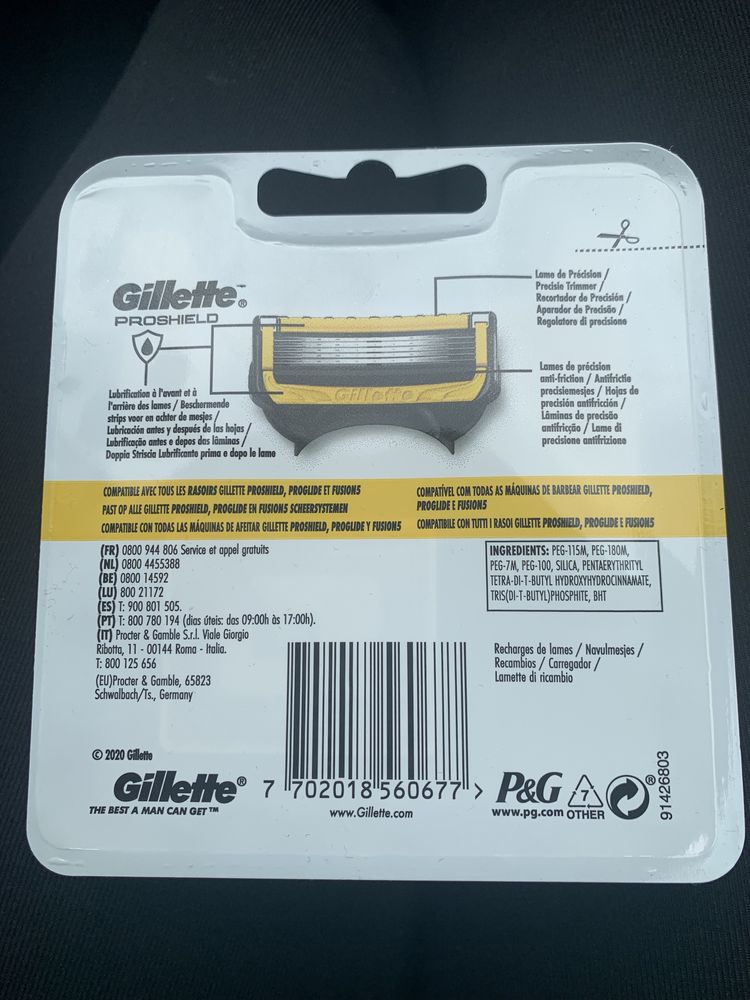 Gillette®
PROSHIELD
Lame de Précision /
Precisie Trimmer /
Recortador de Precisión /
Aparador de Precisão /
Regolatore di precisione
Gillette
Lames de précision
anti-friction / Antifrictie
precisiemesjes / Hojas de
precisión antifricción /
Lâminas de precisão
antifricção / Lame di
precisione antifrizione
Lubrification à l'avant et à
l'arrière des lames / Beschermende
strips voor en achter de mesjes /
Lubricación antes y después de las hojas /
Lubrificação antes e depos das lâminas /
Doppia Striscia Lubrificante prima e dopo le lame
COMPATIBLE AVEC TOUS LES RASOIRS GILLETTE PROSHIELD, PROGLIDE ET FUSION5
PAST OP ALLE GILLETTE PROSHIELD, PROGLIDE EN FUSION5 SCHEERSYSTEMEN
COMPATIBLE CON TODAS LAS MÁQUINAS DE AFEITAR GILLETTE PROSHIELD, PROGLIDE Y FUSION5
COMPATÍVEL COM TODAS AS MÁQUINAS DE BARBEAR GILLETTE PROSHIELD,
PROGLIDE E FUSION5
COMPATIBILE CON TUTTI I RASOI GILLETTE PROSHIELD, PROGLIDE E FUSION5
(FR) 0800 944 806 Service et appel gratuits
(NL) 0800 4455388
(BE) 0800 14592
(LU) 800 21172
(ES) T: 900 801 505.
(PT) T: 800 780 194 (dias úteis: das 09:00h às 17:00h).
(IT) Procter & Gamble S.r.l. Viale Giorgio
Ribotta, 11 - 00144 Roma - Italia.
T: 800 125 656
(EU)Procter & Gamble, 65823
Schwalbach/Ts., Germany
INGREDIENTS: PEG-115M, PEG-180M,
PEG-7M, PEG-100, SILICA, PENTAERYTHRITYL
TETRA-DI-T-BUTYL HYDROXYHYDROCINNAMATE,
TRIS(DI-T-BUTYL)PHOSPHITE, BHT
Recharges de lames / Navulmesjes /
Recambios / Carregador /
Lamette di ricambio
© 2020 Gillette
Gillette®
THE BEST A MAN CAN GET™
7 702018 560677 >
www.Gillette.com
P&G
www.pg.com
7
OTHER
®
91426803